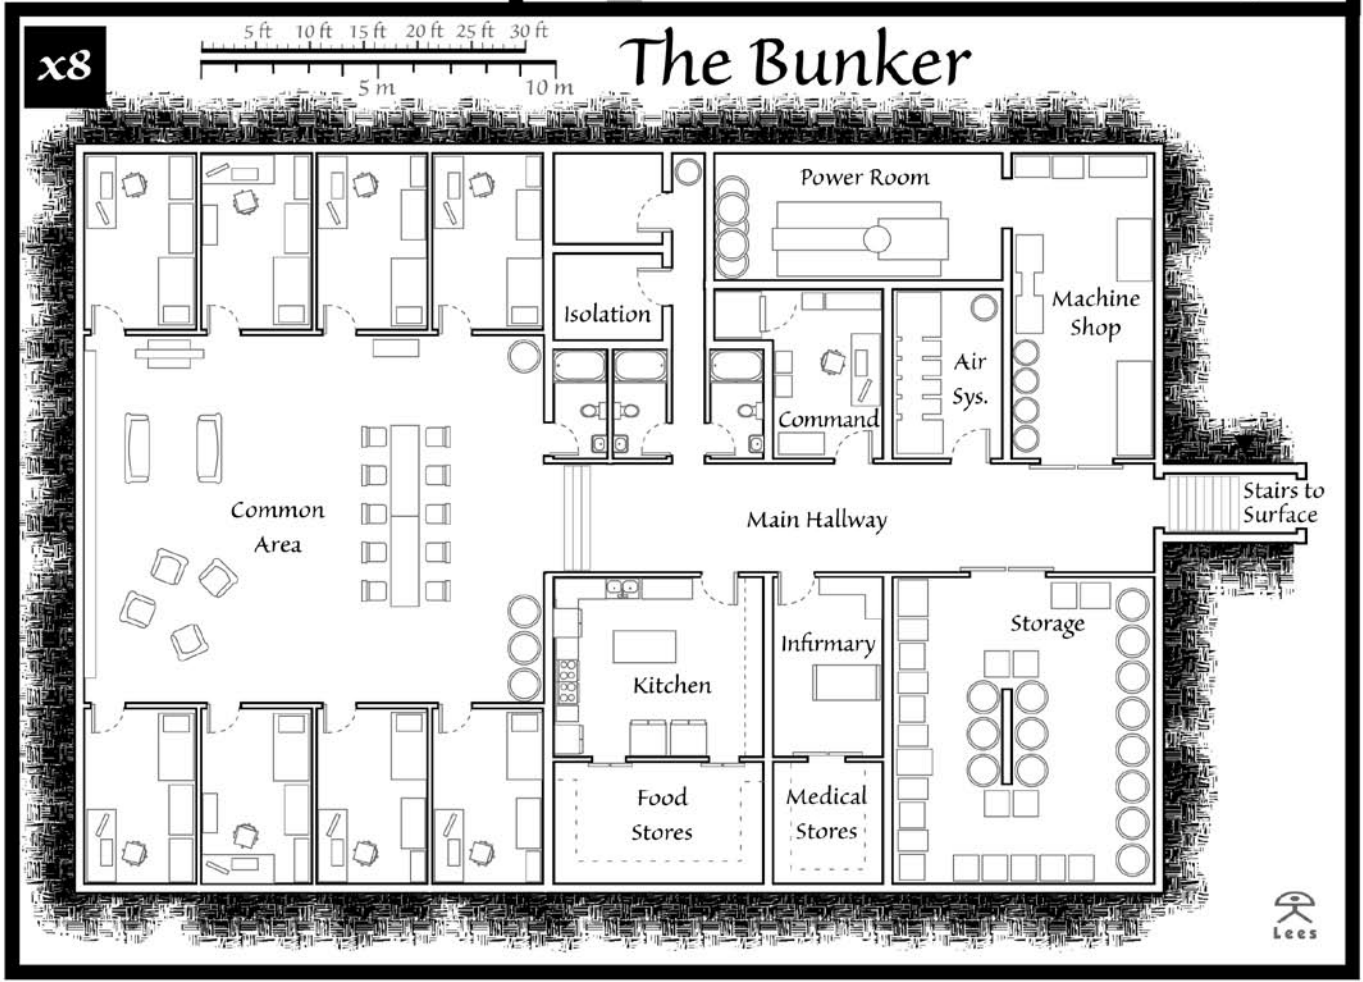 x8
5 ft 10 ft 15 ft 20 ft 25 ft 30 ft
5 m 10 m
The Bunker
Power Room
Isolation
Machine
Shop
Air
Sys.
Command
Common
Area
Main Hallway
Stairs to
Surface
Kitchen
Infirmary
Storage
Food
Stores
Medical
Stores
Lees